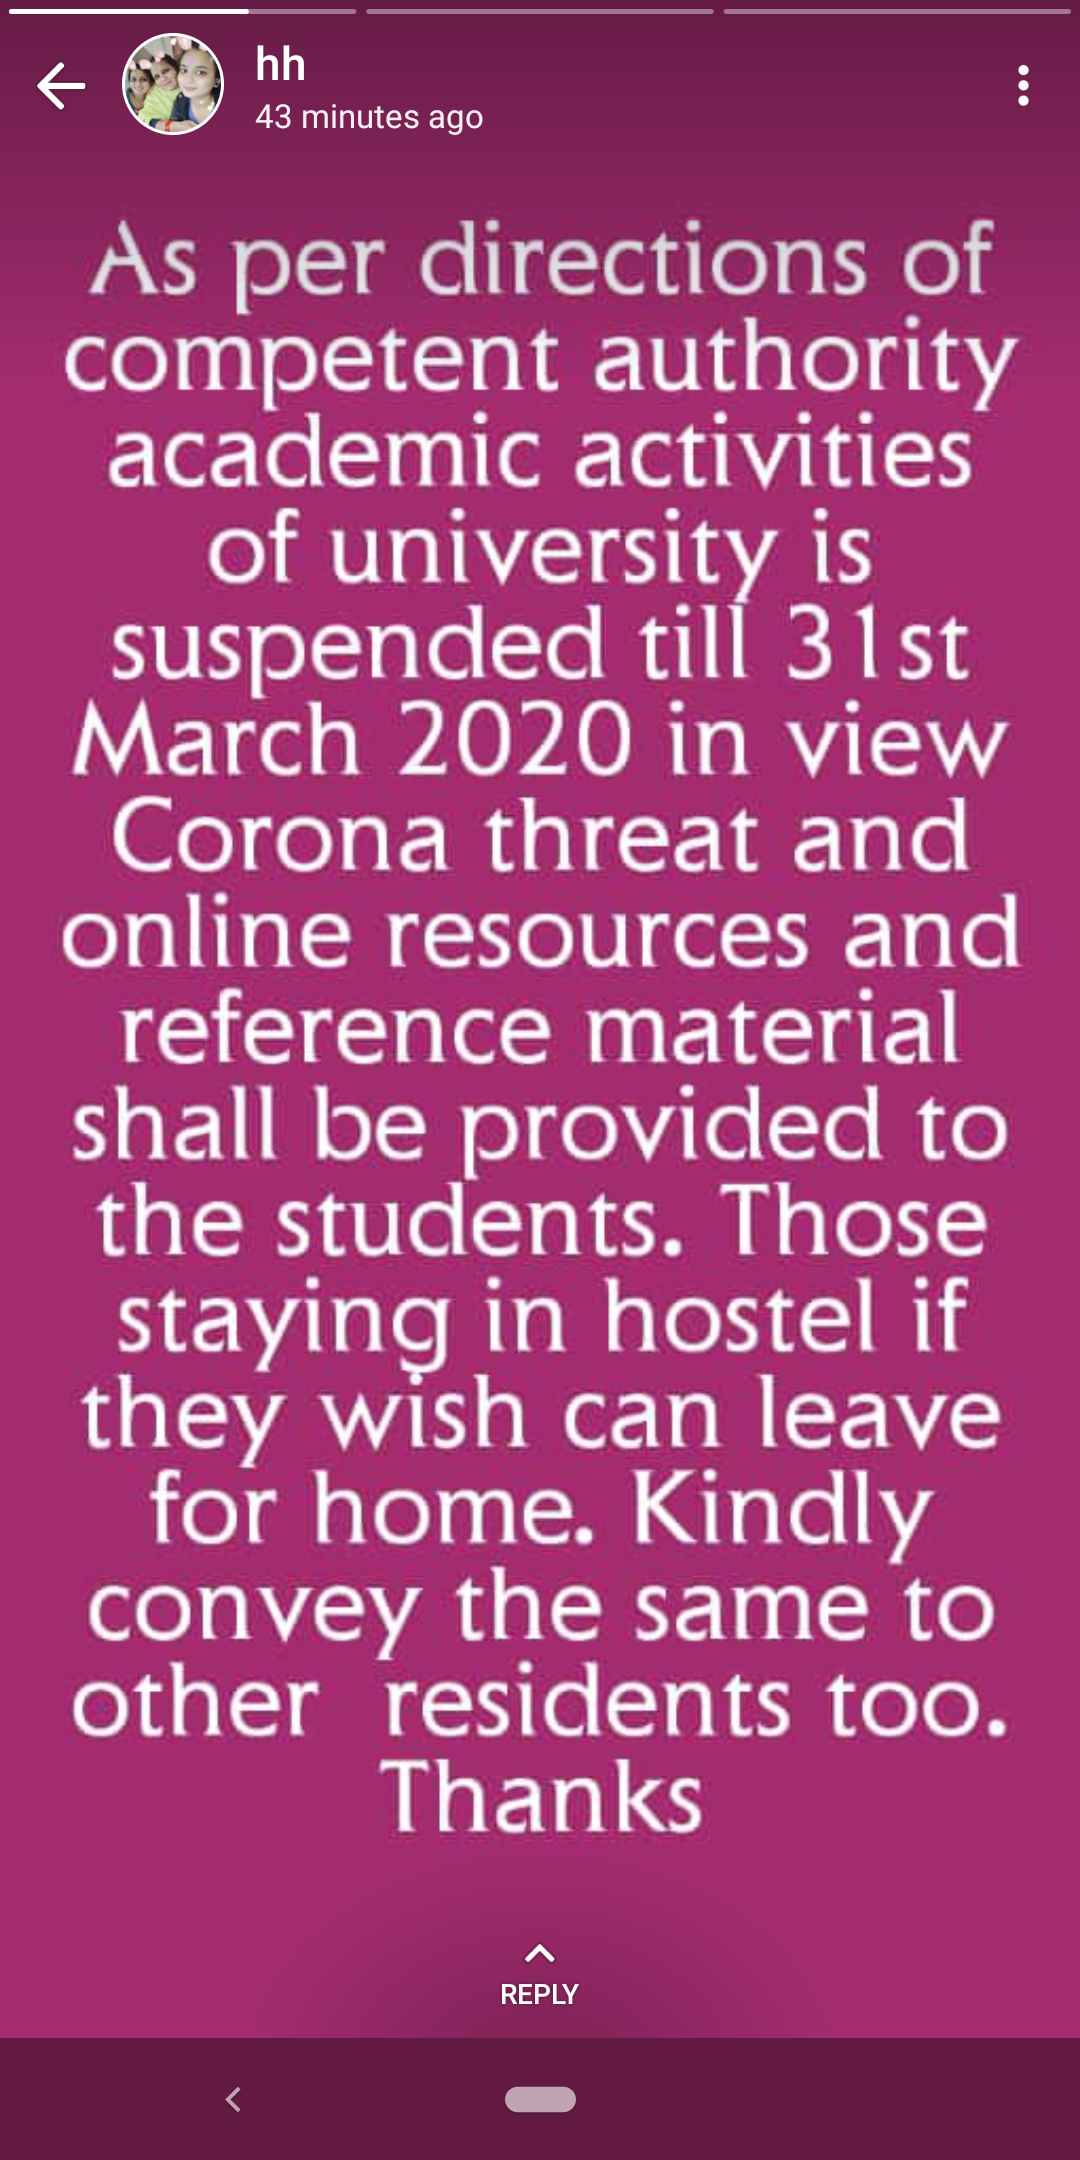 hh
43 minutes ago
As per directions of
competent authority
academic activities
of university is
suspended till 31st
March 2020 in view
Corona threat and
online resources and
reference material
shall be provided to
the students. Those
staying in hostel if
they wish can leave
for home. Kindly
convey the same to
other  residents too.
Thanks
REPLY